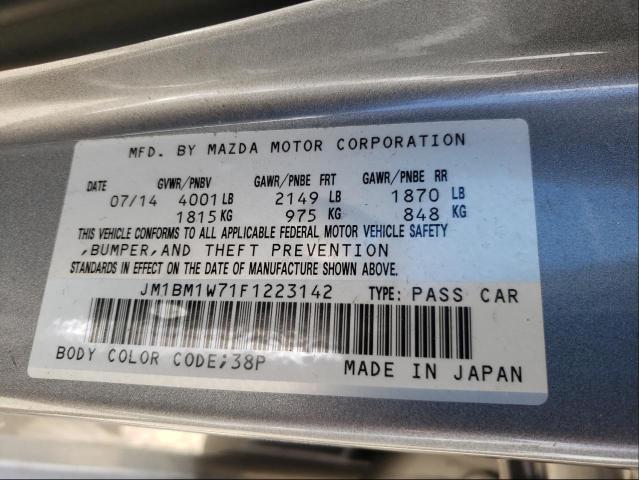 MFD. BY MAZDA MOTOR CORPORATION
DATE GVWR/PNBV GAWR/PNBE FRT GAWR/PNBE RR
07/14 4001 LB 2149 LB 1870 LB
1815 KG 975 KG 848 KG
THIS VEHICLE CONFORMS TO ALL APPLICABLE FEDERAL MOTOR VEHICLE SAFETY
,BUMPER,AND THEFT PREVENTION
STANDARDS IN EFFECT ON THE DATE OF MANUFACTURE SHOWN ABOVE.
JM1BM1W71F1223142 TYPE: PASS CAR
BODY COLOR CODE;38P MADE IN JAPAN